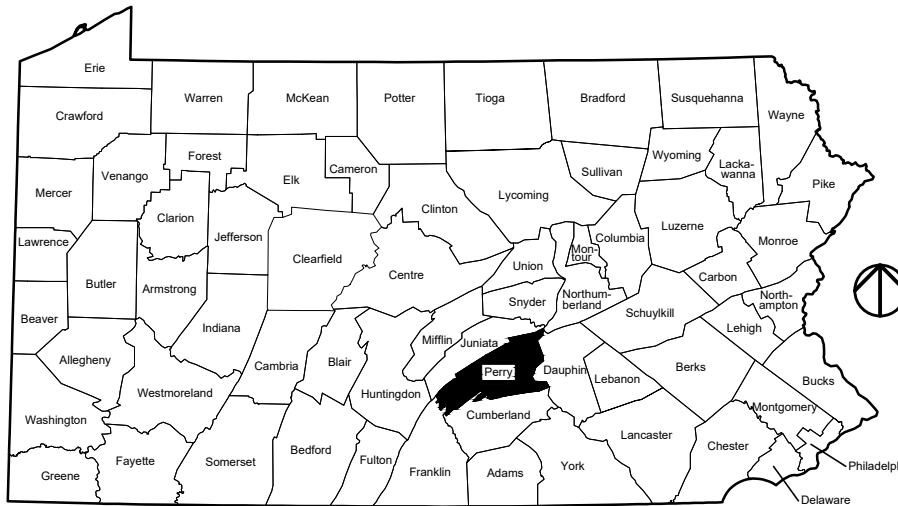 Erie
Crawford
Warren
McKean
Potter
Tioga
Bradford
Susquehanna
Wayne
Forest
Venango
Elk
Cameron
Mercer
Clarion
Jefferson
Clinton
Lycoming
Sullivan
Wyoming
Lacka-
wanna
Pike
Lawrence
Butler
Armstrong
Clearfield
Centre
Union
Mon-
tour
Columbia
Luzerne
Monroe
Carbon
Beaver
Indiana
Snyder
Northum-
berland
Schuylkill
North-
ampton
Lehigh
Allegheny
Westmoreland
Cambria
Blair
Mifflin
Juniata
Huntingdon
Perry
Dauphin
Lebanon
Berks
Bucks
Washington
Cumberland
Montgomery
Lancaster
Chester
Greene
Fayette
Somerset
Bedford
Fulton
Franklin
Adams
York
Philadelph
Delaware